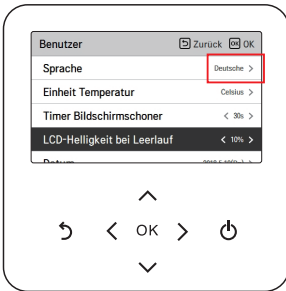 Benutzer Zurück OK OK
Sprache Deutsche >
Einheit Temperatur Celsius >
Timer Bildschirmschoner < 30s >
LCD-Helligkeit bei Leerlauf < 10% >
Datum
OK